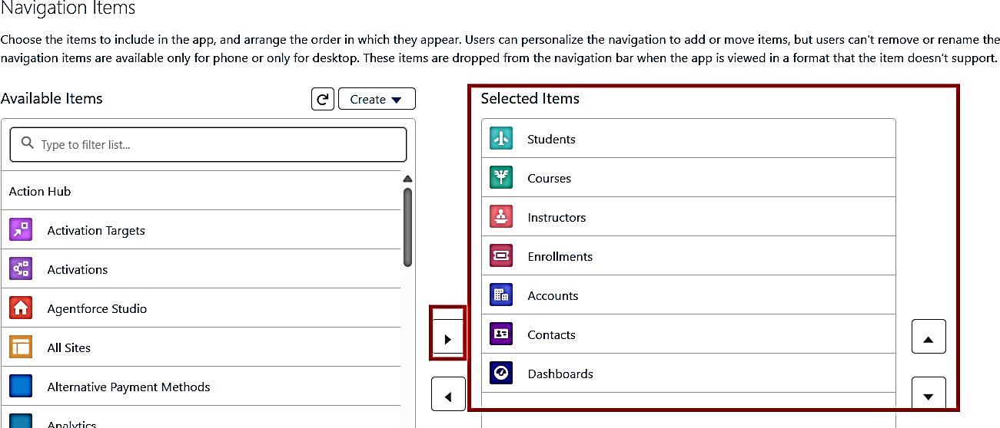 Navigation Items
Choose the items to include in the app, and arrange the order in which they appear. Users can personalize the navigation to add or move items, but users can't remove or rename the
navigation items are available only for phone or only for desktop. These items are dropped from the navigation bar when the app is viewed in a format that the item doesn't support.
Available Items
Create
Type to filter list...
Action Hub
Activation Targets
Activations
Agentforce Studio
All Sites
Alternative Payment Methods
Analytics
Selected Items
Students
Courses
Instructors
Enrollments
Accounts
Contacts
Dashboards